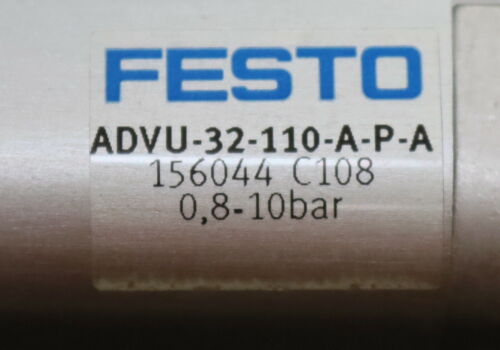 FESTO
ADVU-32-110-A-P-A
156044 C108
0,8-10bar